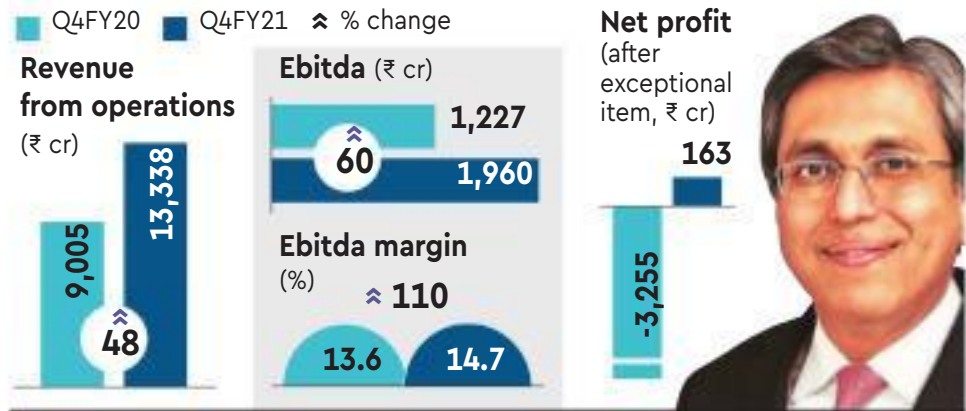 Q4FY20 Q4FY21 % change
Revenue
from operations
(₹ cr)
9,005
13,338
48
Ebitda (₹ cr)
1,227
60
1,960
Ebitda margin
(%)
110
13.6
14.7
Net profit
(after
exceptional
item, ₹ cr)
163
-3,255